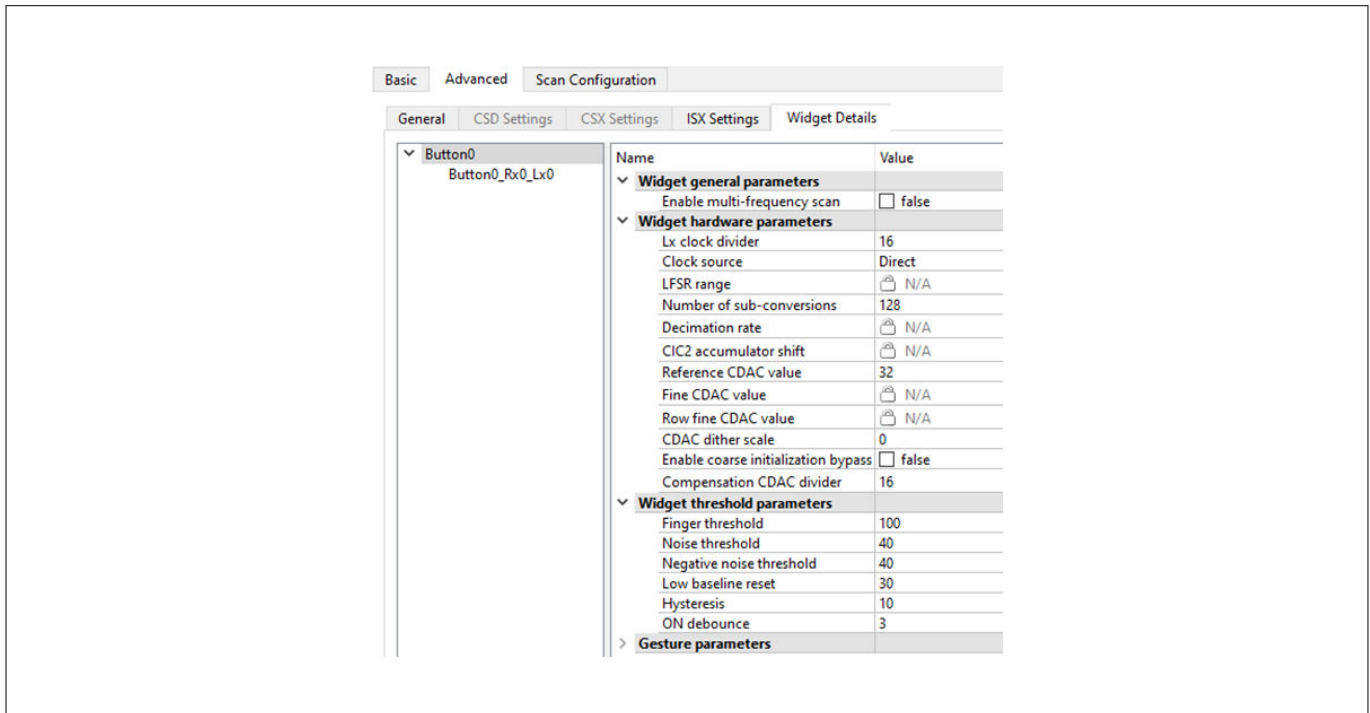 Basic Advanced Scan Configuration
General CSD Settings CSX Settings ISX Settings Widget Details
Button0
Button0_Rx0_Lx0
Name Value
Widget general parameters
Enable multi-frequency scan false
Widget hardware parameters
Lx clock divider 16
Clock source Direct
LFSR range N/A
Number of sub-conversions 128
Decimation rate N/A
CIC2 accumulator shift N/A
Reference CDAC value 32
Fine CDAC value N/A
Row fine CDAC value N/A
CDAC dither scale 0
Enable coarse initialization bypass false
Compensation CDAC divider 16
Widget threshold parameters
Finger threshold 100
Noise threshold 40
Negative noise threshold 40
Low baseline reset 30
Hysteresis 10
ON debounce 3
Gesture parameters